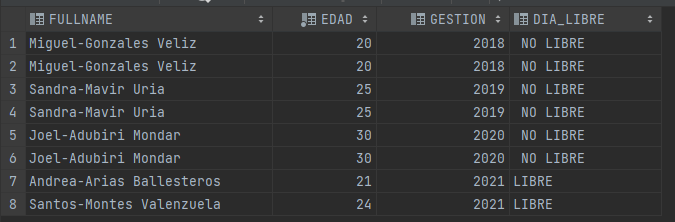 FULLNAME EDAD GESTION DIA_LIBRE
1 Miguel-Gonzales Veliz 20 2018 NO LIBRE
2 Miguel-Gonzales Veliz 20 2018 NO LIBRE
3 Sandra-Mavir Uria 25 2019 NO LIBRE
4 Sandra-Mavir Uria 25 2019 NO LIBRE
5 Joel-Adubiri Mondar 30 2020 NO LIBRE
6 Joel-Adubiri Mondar 30 2020 NO LIBRE
7 Andrea-Arias Ballesteros 21 2021 LIBRE
8 Santos-Montes Valenzuela 24 2021 LIBRE